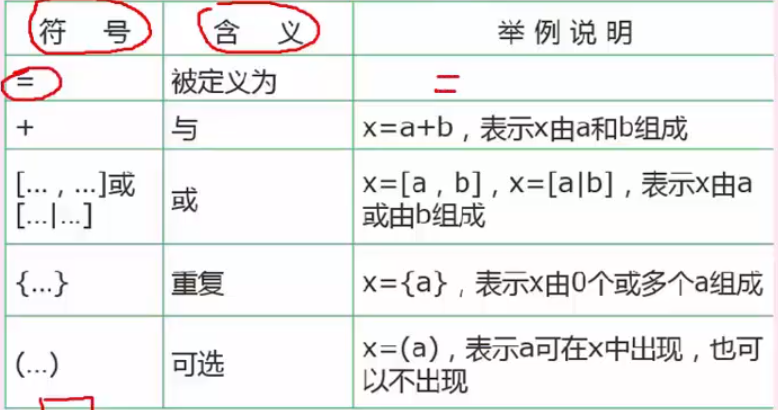 符 号 含 义 举 例 说 明
= 被定义为 =
+ 与 x=a+b，表示x由a和b组成
[... , ...]或
[...|...]
或
x=[a , b]，x=[a|b]，表示x由a
或由b组成
{...} 重复 x={a}，表示x由0个或多个a组成
(...) 可选
x=(a)，表示a可在x中出现，也可
以不出现